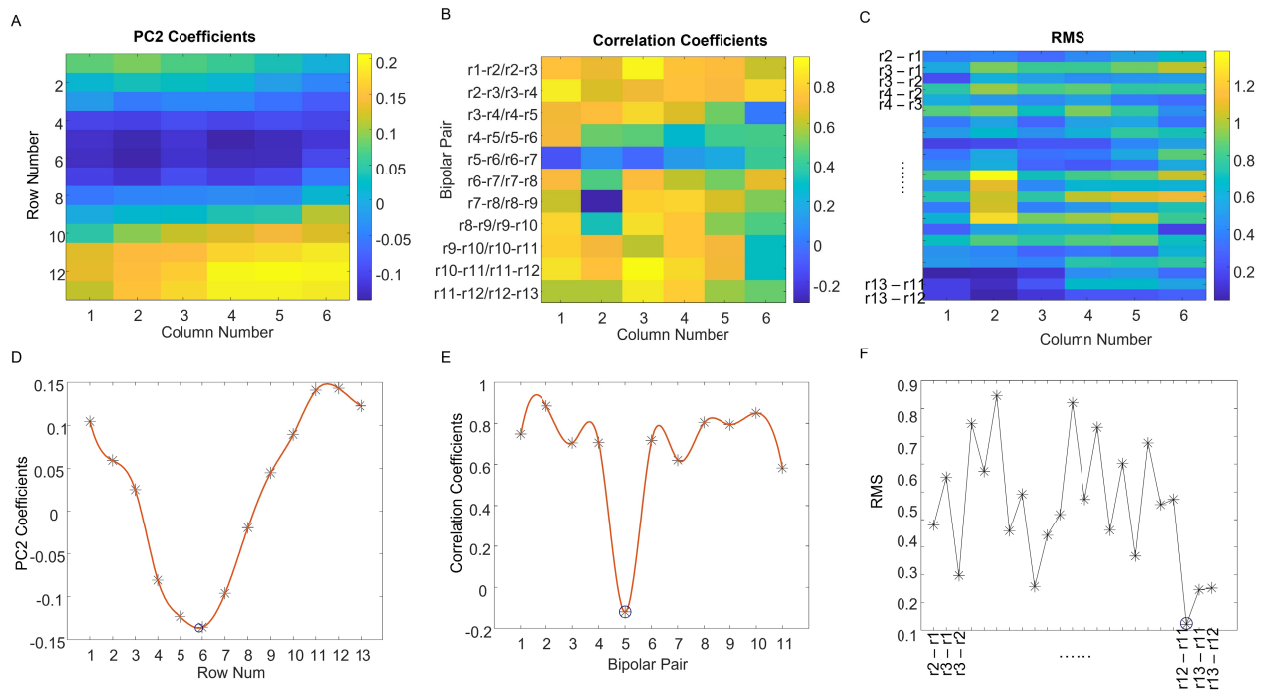 A
PC2 Coefficients
Row Number
2
4
6
8
10
12
1 2 3 4 5 6
Column Number
0.2
0.15
0.1
0.05
0
-0.05
-0.1
B
Correlation Coefficients
Bipolar Pair
r1-r2/r2-r3
r2-r3/r3-r4
r3-r4/r4-r5
r4-r5/r5-r6
r5-r6/r6-r7
r6-r7/r7-r8
r7-r8/r8-r9
r8-r9/r9-r10
r9-r10/r10-r11
r10-r11/r11-r12
r11-r12/r12-r13
1 2 3 4 5 6
Column Number
0.8
0.6
0.4
0.2
0
-0.2
C
RMS
r2 – r1
r3 – r1
r3 – r2
r4 – r2
r4 – r3
......
r13 – r11
r13 – r12
1 2 3 4 5 6
Column Number
1.2
1
0.8
0.6
0.4
0.2
D
PC2 Coefficients
0.15
0.1
0.05
0
-0.05
-0.1
-0.15
1 2 3 4 5 6 7 8 9 10 11 12 13
Row Num
E
Correlation Coefficients
1
0.8
0.6
0.4
0.2
0
-0.2
1 2 3 4 5 6 7 8 9 10 11
Bipolar Pair
F
RMS
0.9
0.8
0.7
0.6
0.5
0.4
0.3
0.2
0.1
r2 – r1
r3 – r1
r3 – r2
......
r12 – r11
r13 – r11
r13 – r12